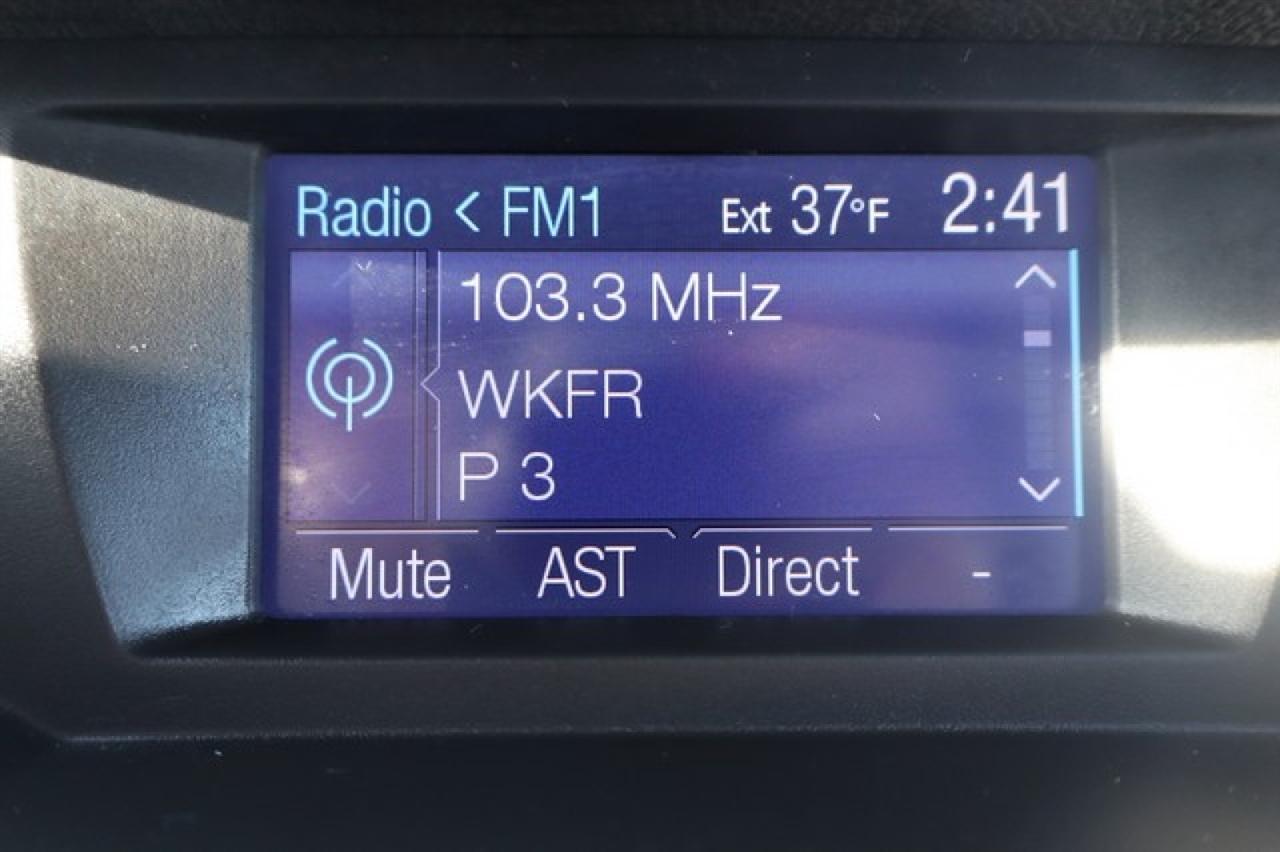 Radio < FM1 Ext 37°F 2:41
103.3 MHz
WKFR
P 3
Mute AST Direct -